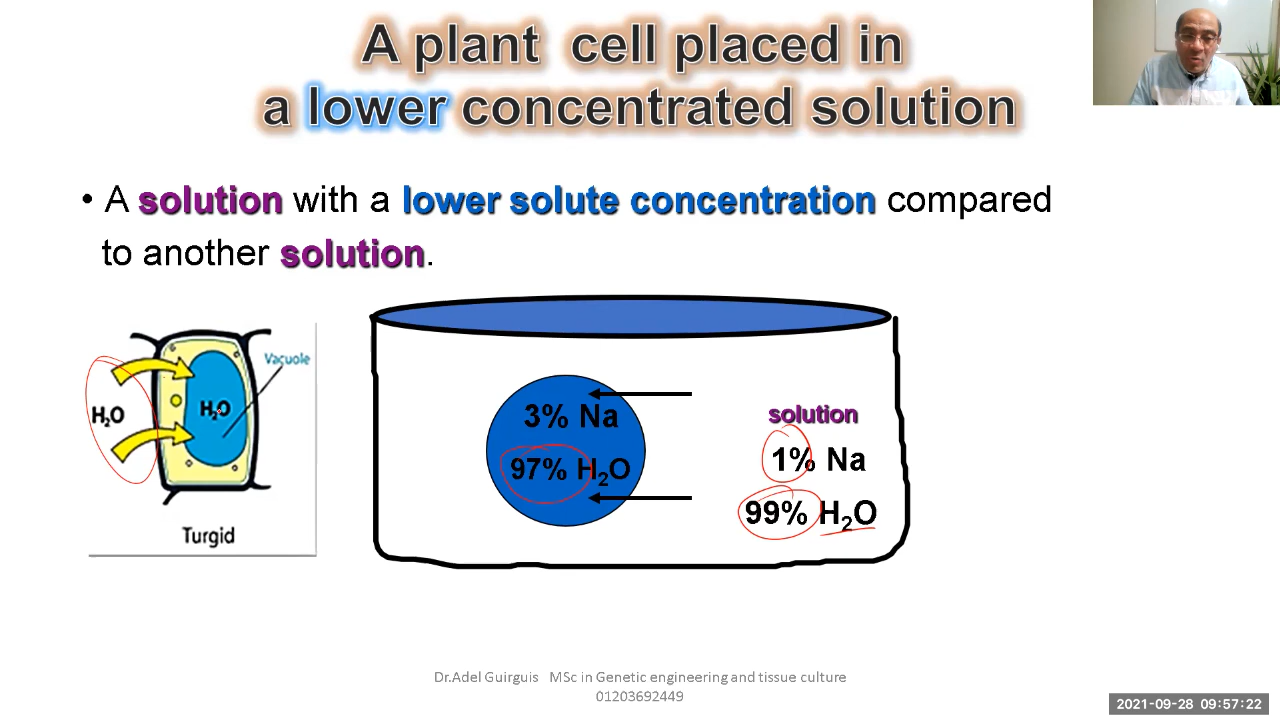 A plant cell placed in
a lower concentrated solution
• A solution with a lower solute concentration compared
to another solution.
Vacuole
H₂O
H₂O
Turgid
3% Na
97% H₂O
solution
1% Na
99% H₂O
Dr.Adel Guirguis MSc in Genetic engineering and tissue culture
01203692449
2021-09-28 09:57:22